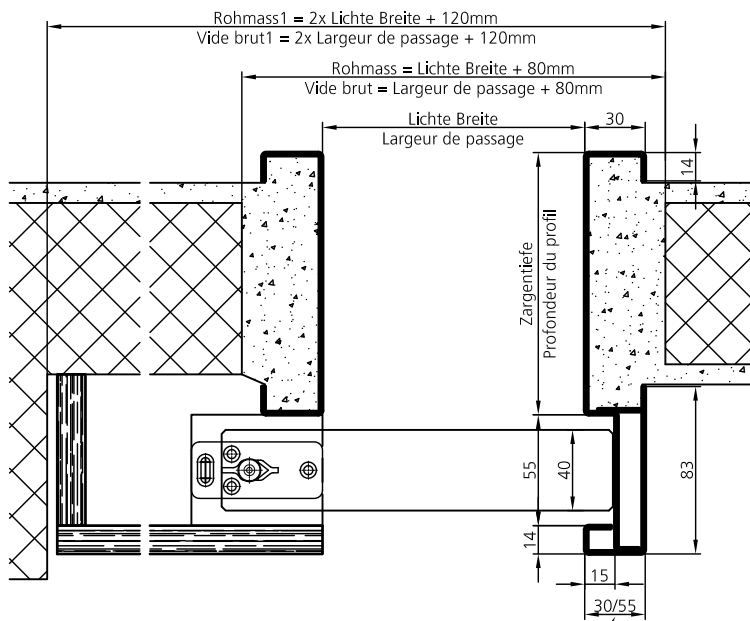 Rohmass1 = 2x Lichte Breite + 120mm
Vide brut1 = 2x Largeur de passage + 120mm
Rohmass = Lichte Breite + 80mm
Vide brut = Largeur de passage + 80mm
Lichte Breite
Largeur de passage
30
14
Zargentiefe
Profondeur du profil
55
40
83
14
15
30/55